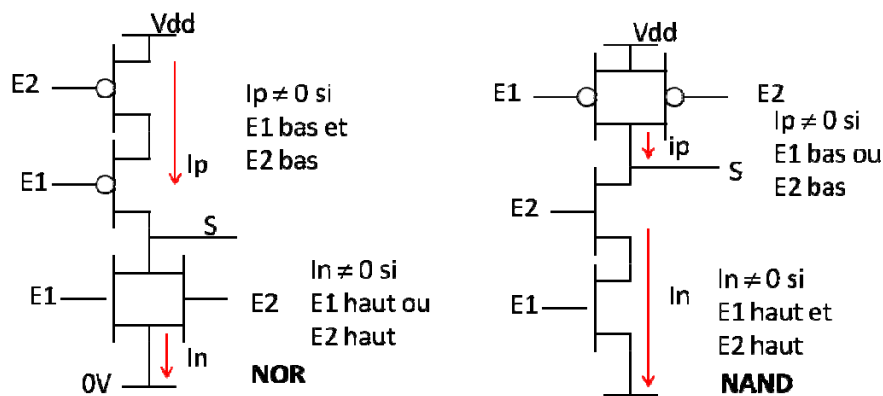 Vdd
E2
Ip ≠ 0 si
E1 bas et
E2 bas
Ip
E1
S
E1
E2
In ≠ 0 si
E1 haut ou
E2 haut
In
0V
NOR
Vdd
E1
E2
Ip ≠ 0 si
E1 bas ou
E2 bas
ip
S
E2
In
In ≠ 0 si
E1 haut et
E2 haut
E1
NAND